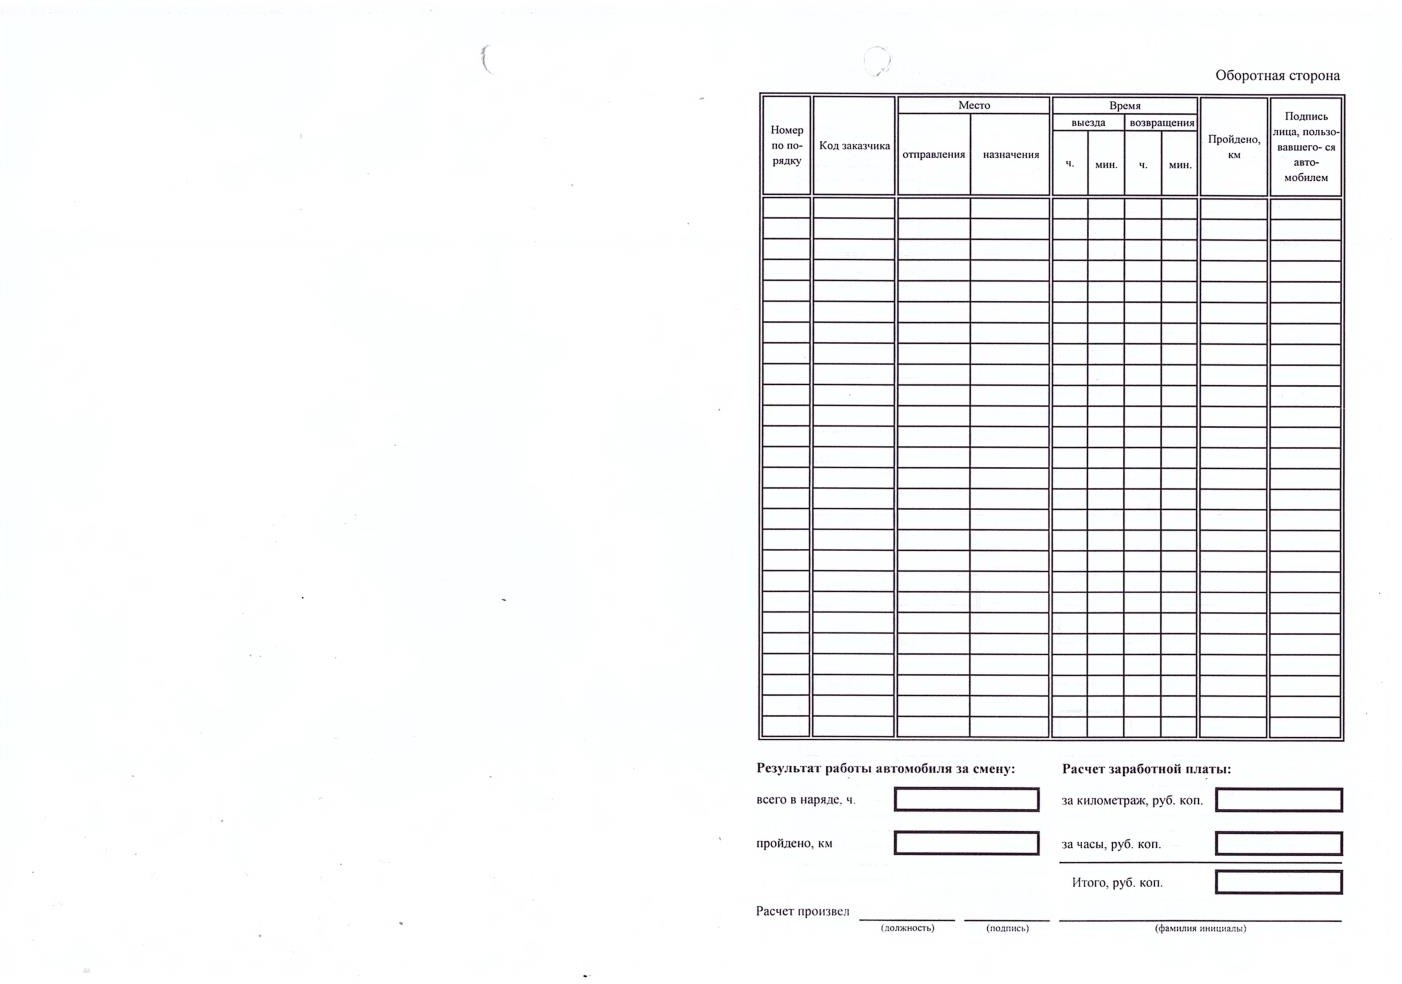 Оборотная сторона
Номер
по по-
рядку
Код заказчика
Место
отправления
назначения
Время
выезда
возвращения
ч.
мин.
ч.
мин.
Пройдено,
км
Подпись
лица, пользо-
вавшего- ся
авто-
мобилем
Результат работы автомобиля за смену:
Расчет заработной платы:
всего в наряде, ч.
за километраж, руб. коп.
пройдено, км
за часы, руб. коп.
Итого, руб. коп.
Расчет произвел
(должность)
(подпись)
(фамилия инициалы)